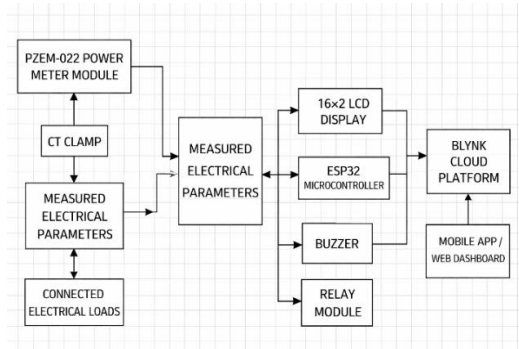 PZEM-022 POWER
METER MODULE
CT CLAMP
MEASURED
ELECTRICAL
PARAMETERS
CONNECTED
ELECTRICAL LOADS
MEASURED
ELECTRICAL
PARAMETERS
16×2 LCD
DISPLAY
ESP32
MICROCONTROLLER
BUZZER
RELAY
MODULE
BLYNK
CLOUD
PLATFORM
MOBILE APP /
WEB DASHBOARD